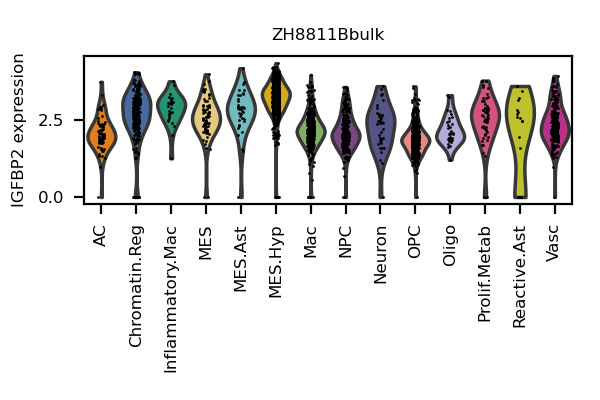 ZH8811Bbulk
IGFBP2 expression
2.5
0.0
AC
Chromatin.Reg
Inflammatory.Mac
MES
MES.Ast
MES.Hyp
Mac
NPC
Neuron
OPC
Oligo
Prolif.Metab
Reactive.Ast
Vasc